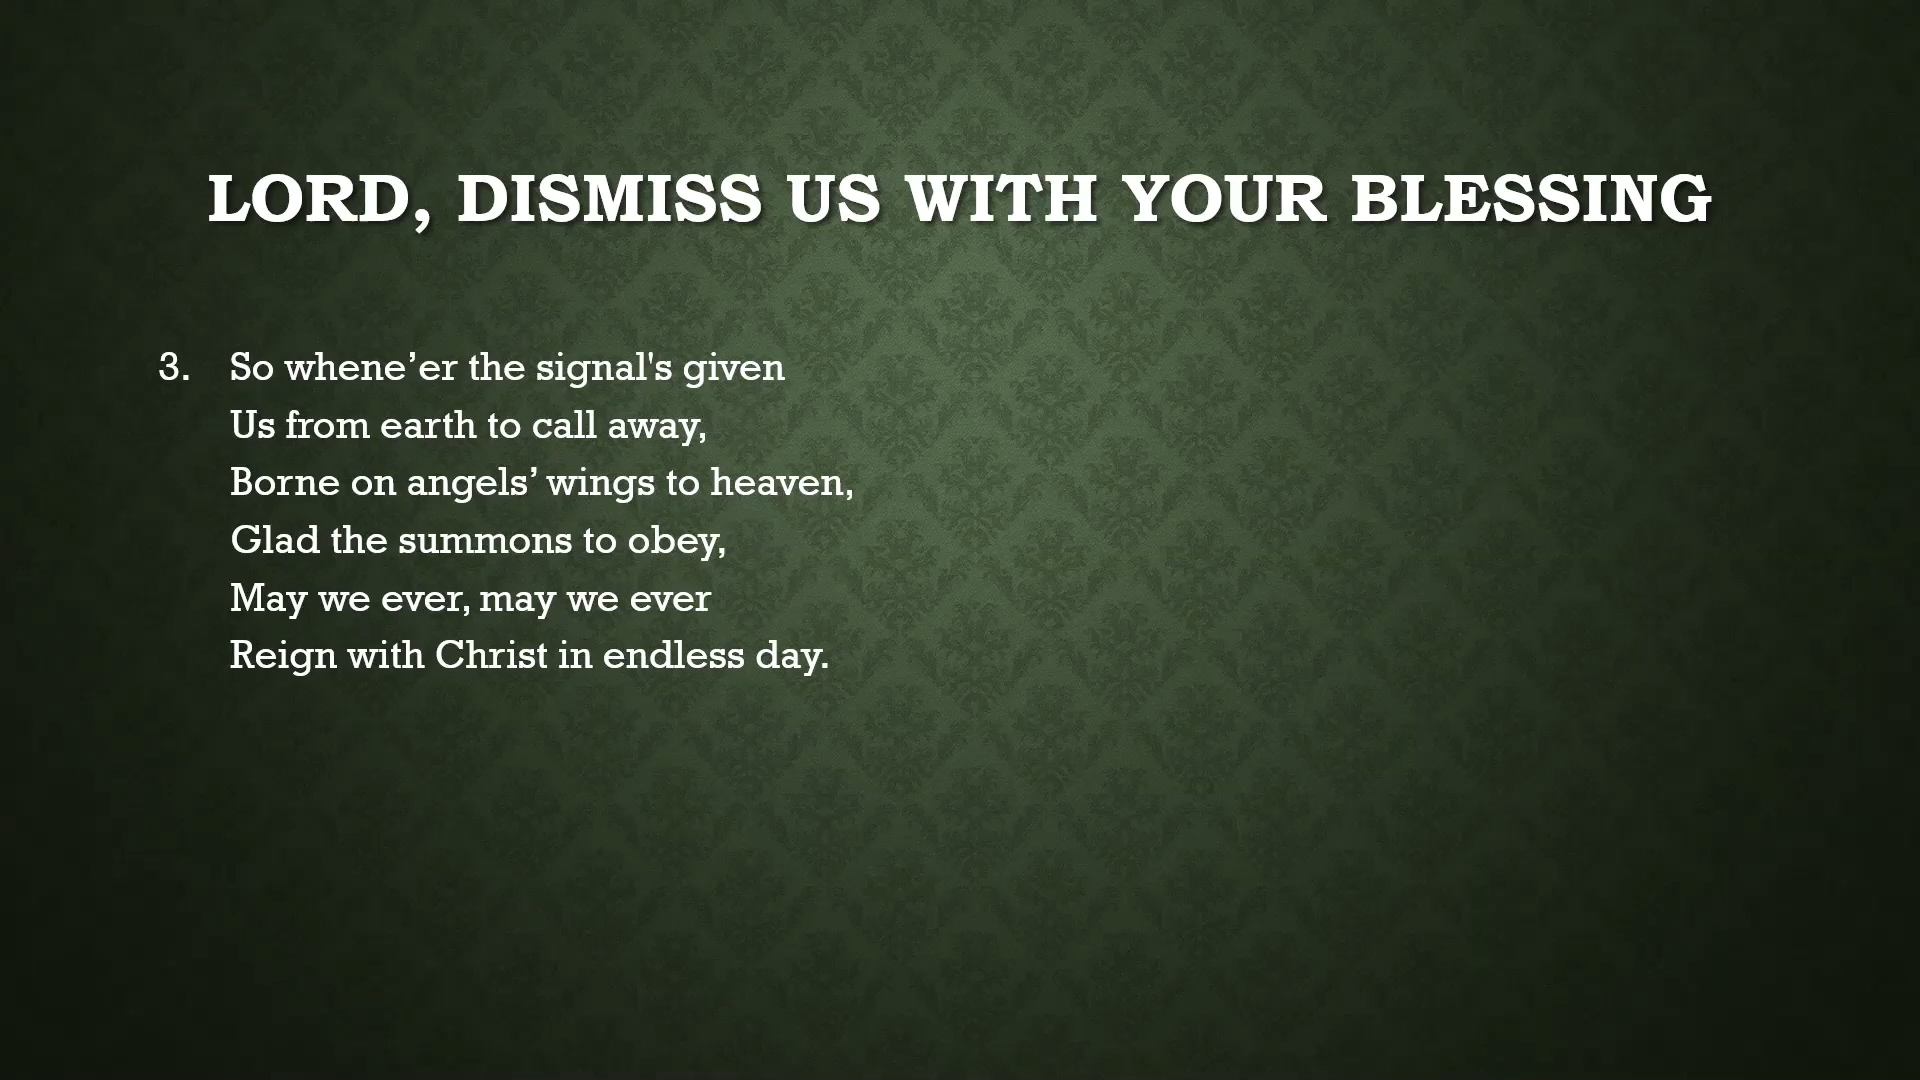 LORD, DISMISS US WITH YOUR BLESSING
3. So whene’er the signal's given
Us from earth to call away,
Borne on angels’ wings to heaven,
Glad the summons to obey,
May we ever, may we ever
Reign with Christ in endless day.